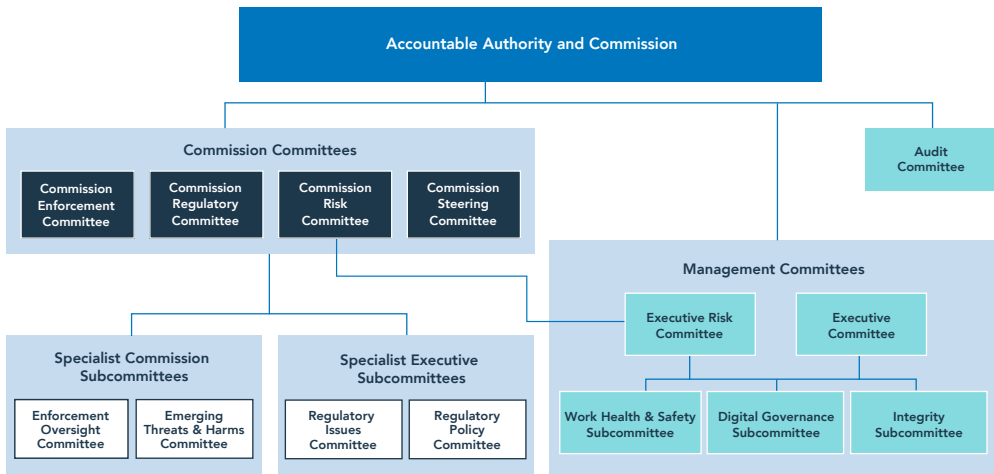 Accountable Authority and Commission
Commission Committees
Commission
Enforcement
Committee
Commission
Regulatory
Committee
Commission
Risk
Committee
Commission
Steering
Committee
Audit
Committee
Management Committees
Executive Risk
Committee
Executive
Committee
Work Health & Safety
Subcommittee
Digital Governance
Subcommittee
Integrity
Subcommittee
Specialist Commission
Subcommittees
Enforcement
Oversight
Committee
Emerging
Threats & Harms
Committee
Specialist Executive
Subcommittees
Regulatory
Issues
Committee
Regulatory
Policy
Committee